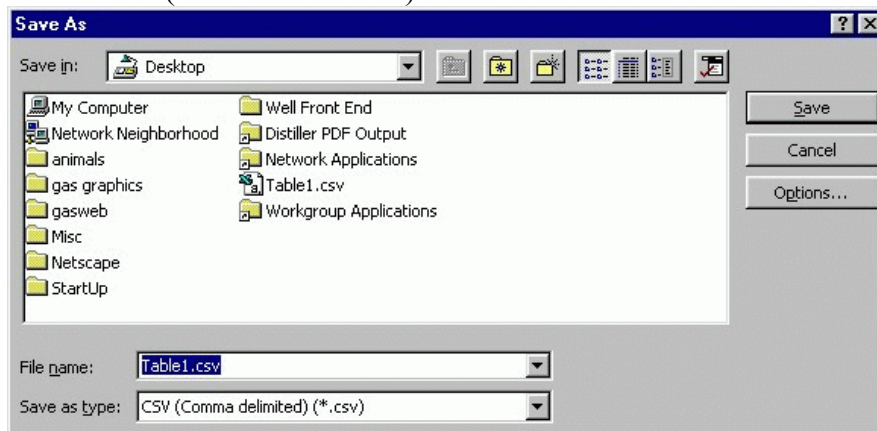 Save As
Save in: Desktop
My Computer
Network Neighborhood
animals
gas graphics
gasweb
Misc
Netscape
StartUp
Well Front End
Distiller PDF Output
Network Applications
Table1.csv
Workgroup Applications
Save
Cancel
Options...
File name: Table1.csv
Save as type: CSV (Comma delimited) (*.csv)